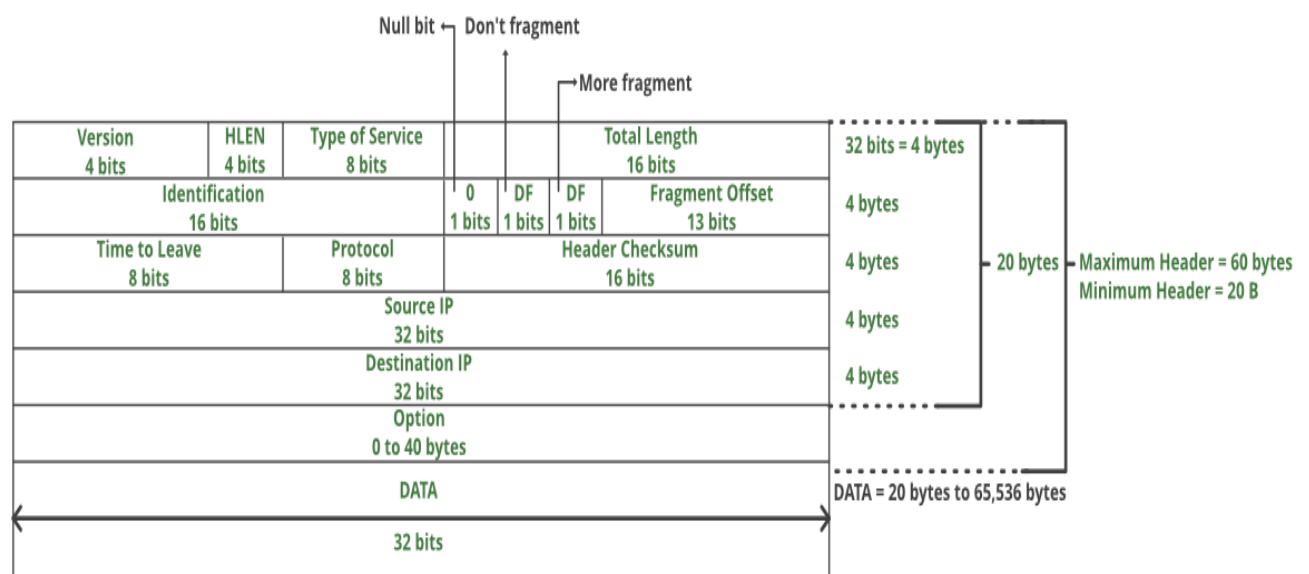 Null bit
Don't fragment
More fragment
Version
4 bits
HLEN
4 bits
Type of Service
8 bits
Total Length
16 bits
32 bits = 4 bytes
Identification
16 bits
0
1 bits
DF
1 bits
DF
1 bits
Fragment Offset
13 bits
4 bytes
Time to Leave
8 bits
Protocol
8 bits
Header Checksum
16 bits
4 bytes
20 bytes
Maximum Header = 60 bytes
Minimum Header = 20 B
Source IP
32 bits
4 bytes
Destination IP
32 bits
4 bytes
Option
0 to 40 bytes
DATA
DATA = 20 bytes to 65,536 bytes
32 bits